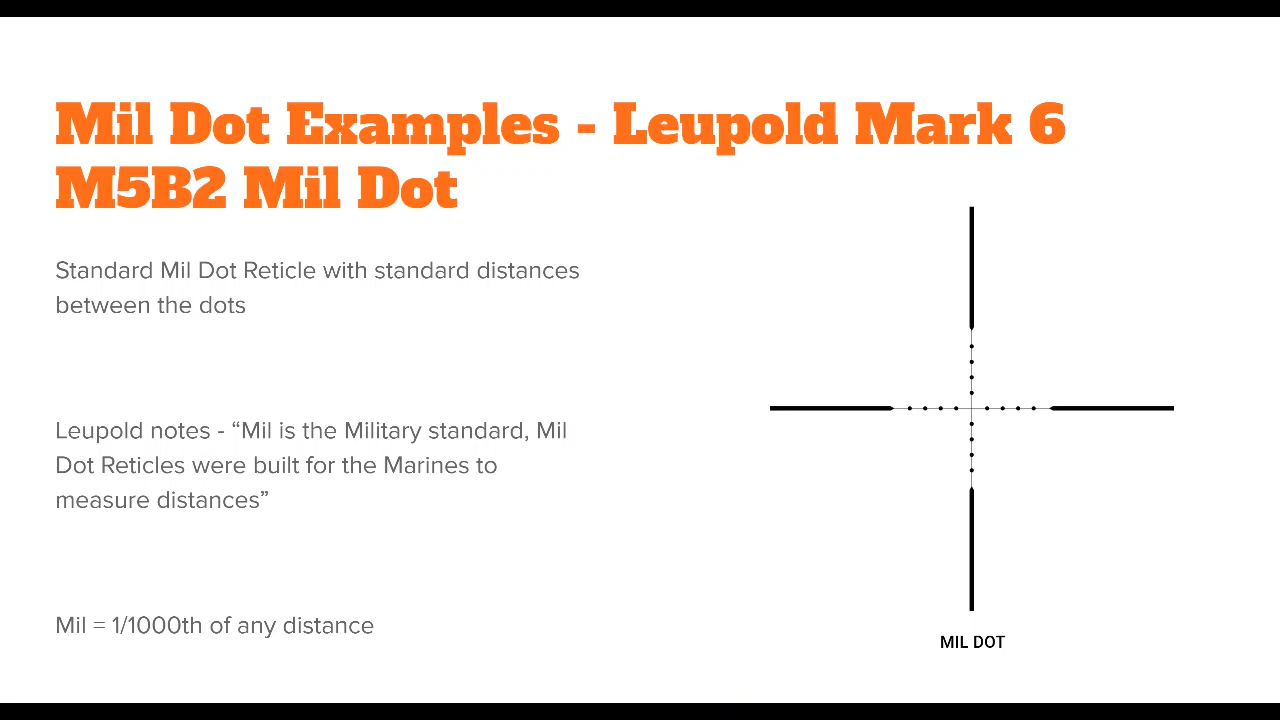 Mil Dot Examples - Leupold Mark 6
M5B2 Mil Dot
Standard Mil Dot Reticle with standard distances
between the dots
Leupold notes - “Mil is the Military standard, Mil
Dot Reticles were built for the Marines to
measure distances”
Mil = 1/1000th of any distance
MIL DOT